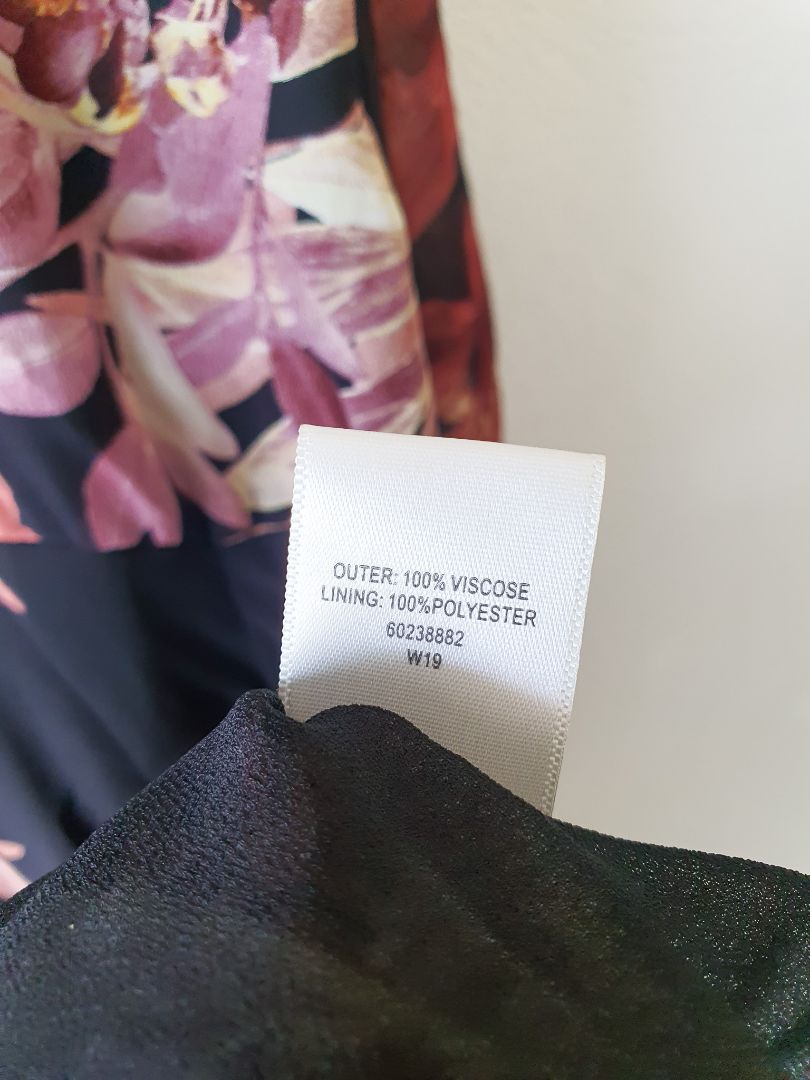 OUTER: 100% VISCOSE
LINING: 100%POLYESTER
60238882
W19